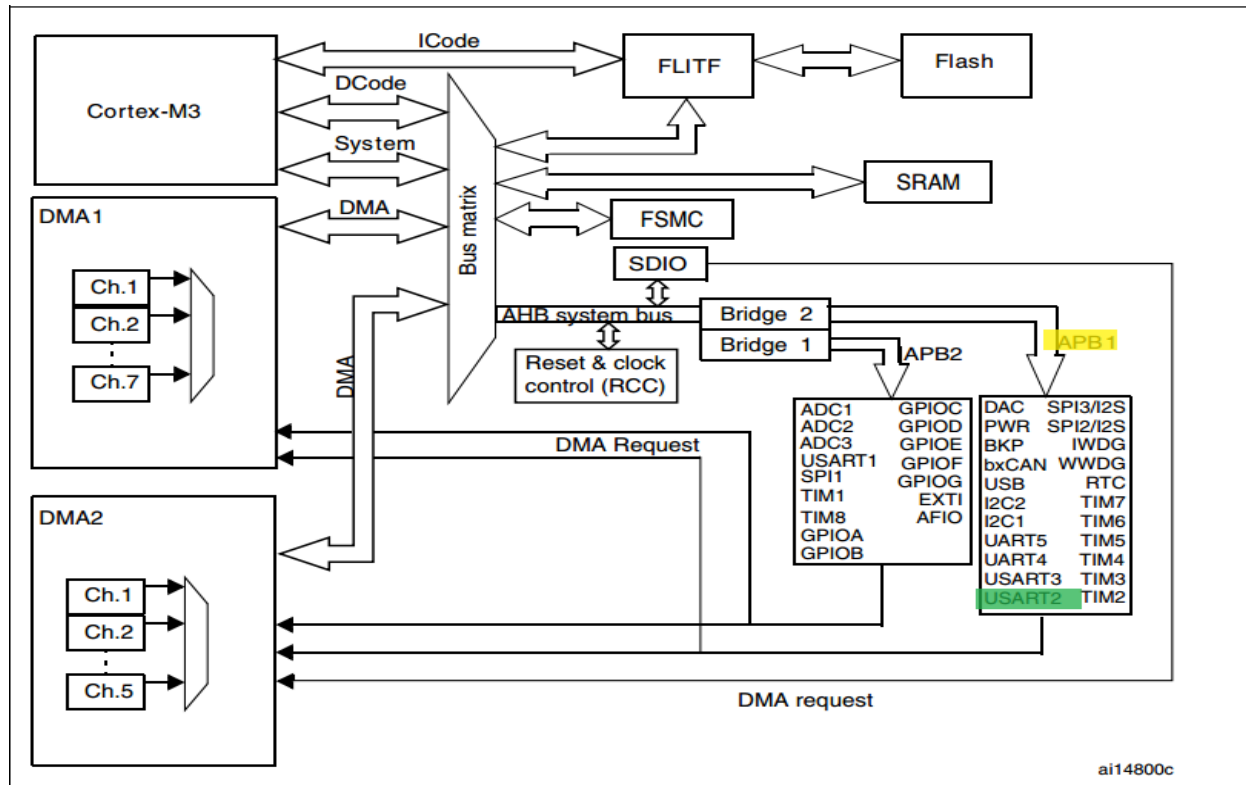 ICode
Cortex-M3
FLITF
Flash
DCode
System
SRAM
DMA
FSMC
Bus matrix
DMA1
Ch.1
Ch.2
Ch.7
SDIO
AHB system bus
Bridge 2
Bridge 1
APB1
APB2
Reset & clock
control (RCC)
DMA
DMA Request
ADC1 GPIOC
ADC2 GPIOD
ADC3 GPIOE
USART1 GPIOF
SPI1 GPIOG
TIM1 EXTI
TIM8 AFIO
GPIOA
GPIOB
DAC SPI3/I2S
PWR SPI2/I2S
BKP IWDG
bxCAN WWDG
USB RTC
I2C2 TIM7
I2C1 TIM6
UART5 TIM5
UART4 TIM4
USART3 TIM3
USART2 TIM2
DMA2
Ch.1
Ch.2
Ch.5
DMA request
ai14800c